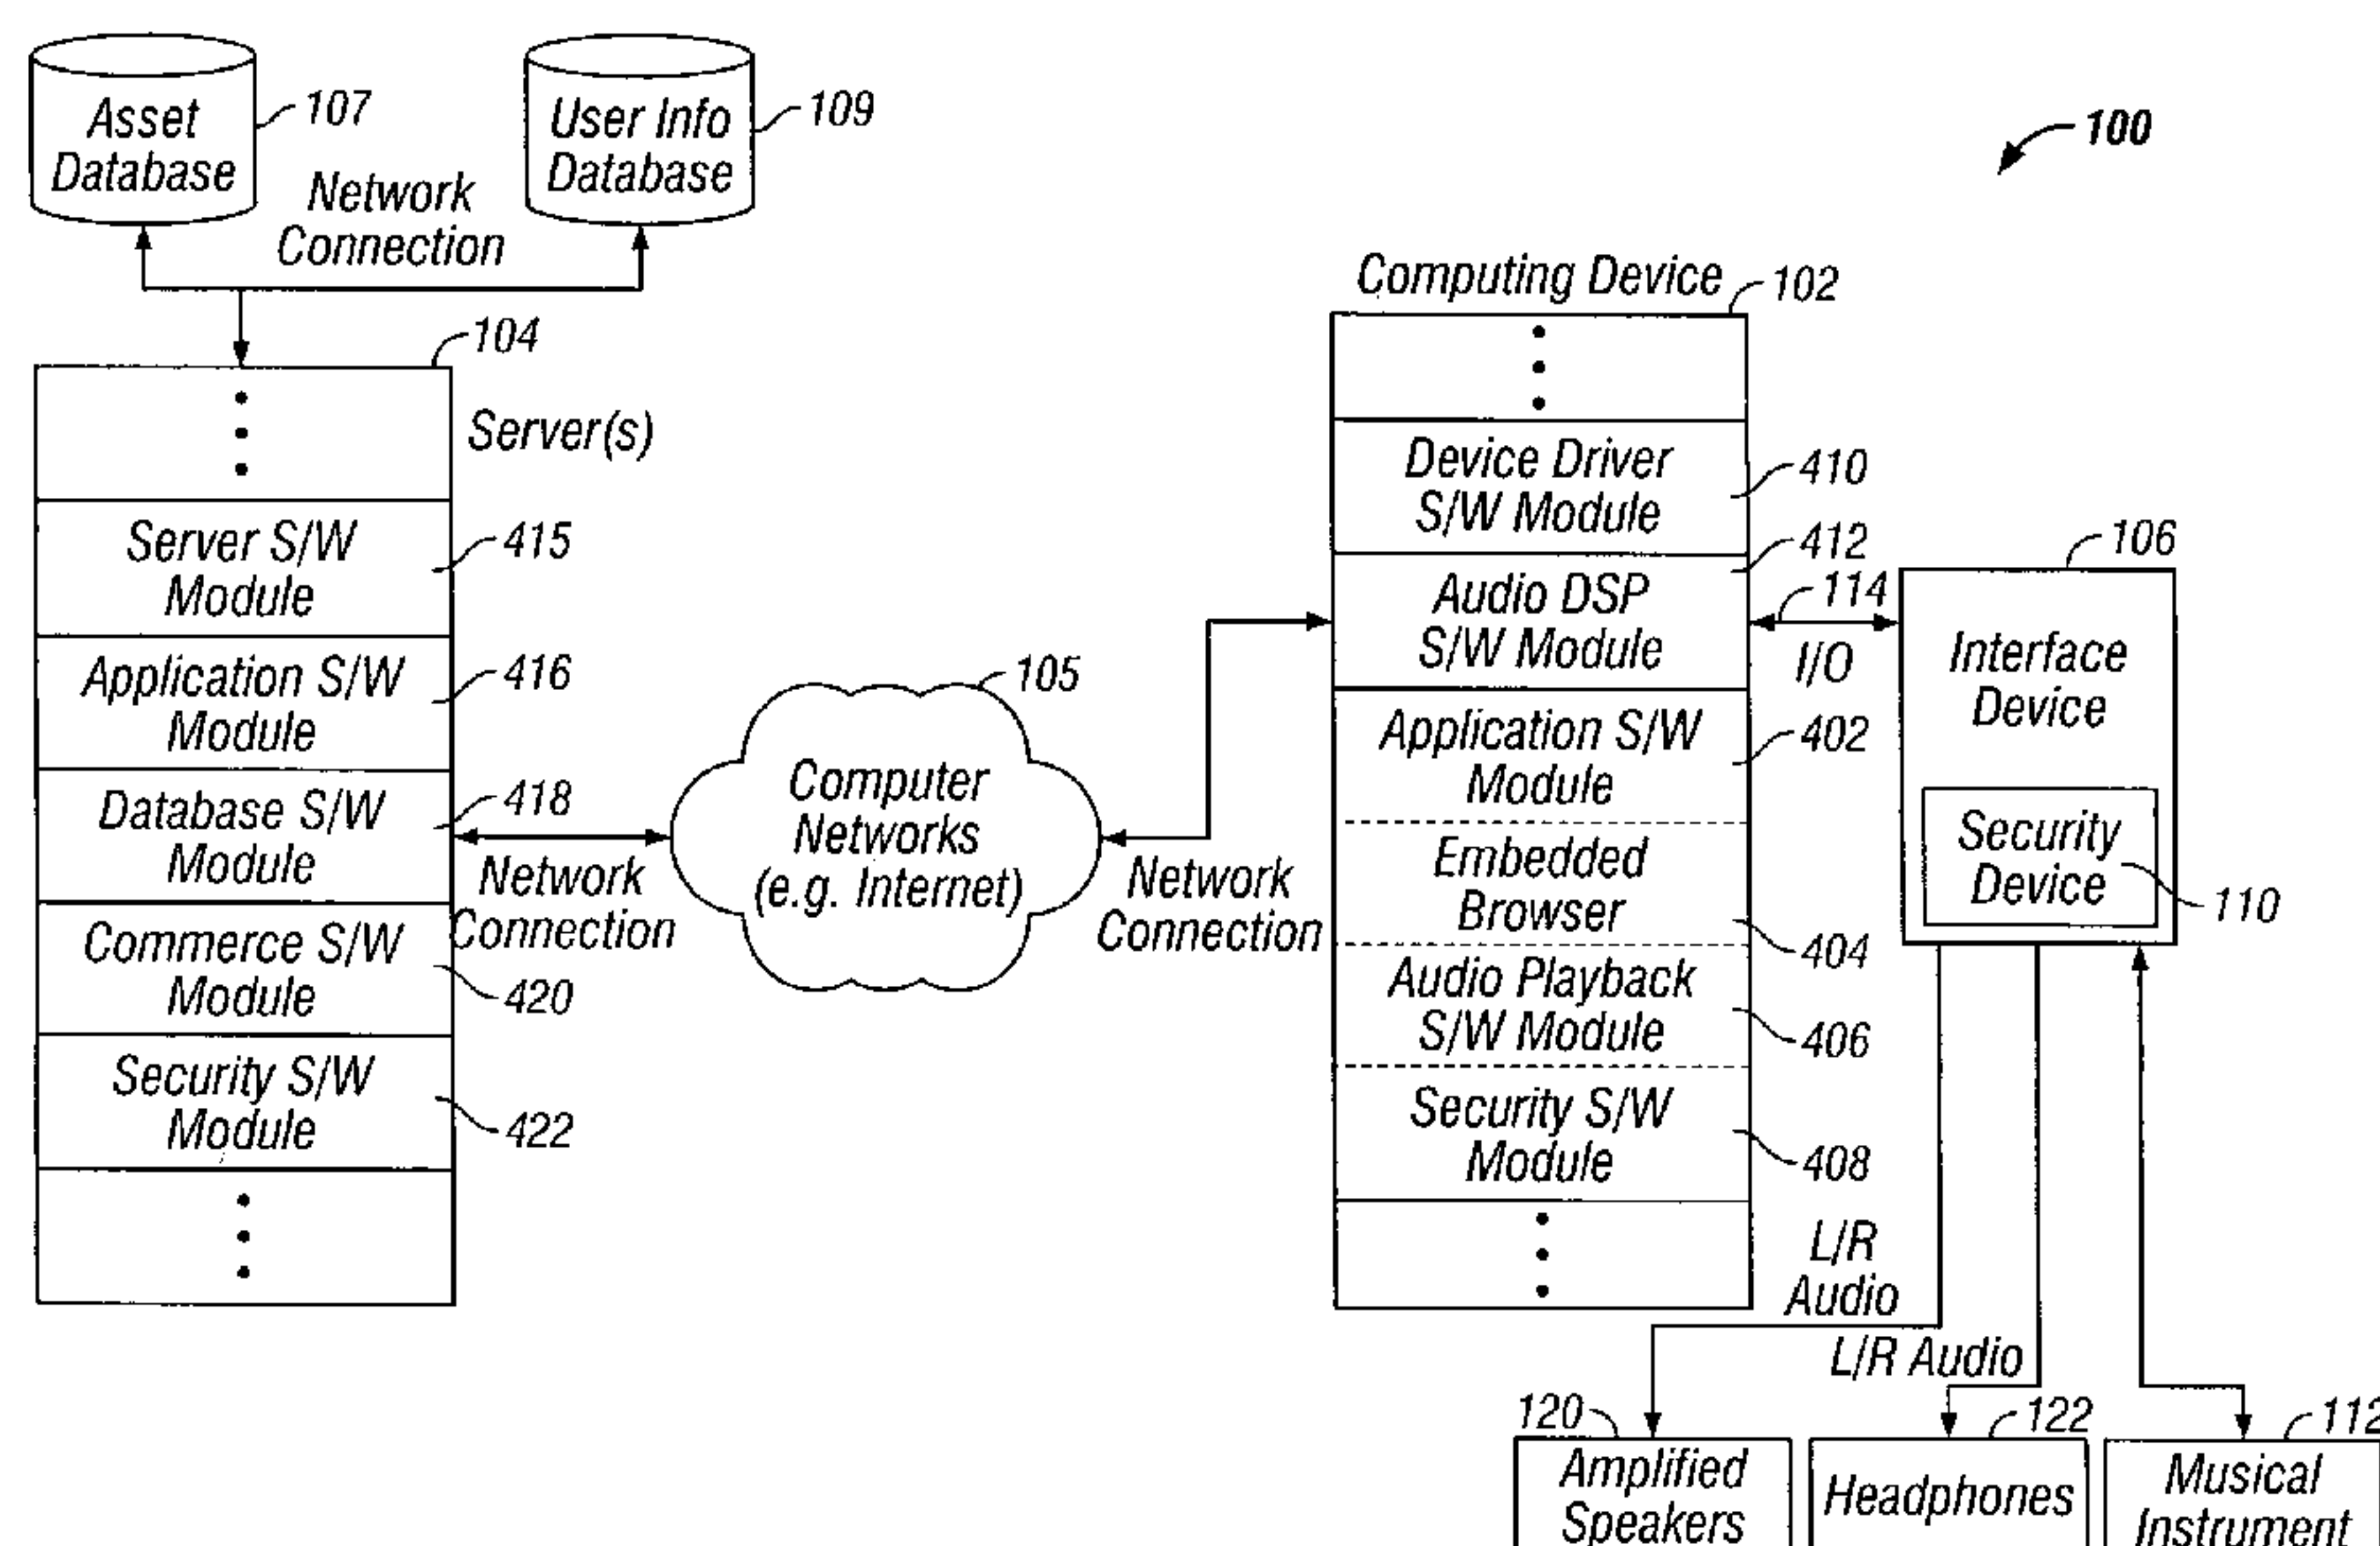 Asset
Database
107
User Info
Database
109
Network
Connection
100
104
Server(s)
Server S/W
Module
415
Application S/W
Module
416
Database S/W
Module
418
Commerce S/W
Module
420
Security S/W
Module
422
Network
Connection
105
Computer
Networks
(e.g. Internet)
Network
Connection
Computing Device
102
Device Driver
S/W Module
410
412
Audio DSP
S/W Module
114
I/O
Application S/W
Module
402
Embedded
Browser
404
Audio Playback
S/W Module
406
Security S/W
Module
408
106
Interface
Device
Security
Device
110
L/R
Audio
L/R Audio
120
Amplified
Speakers
122
Headphones
112
Musical
Instrument